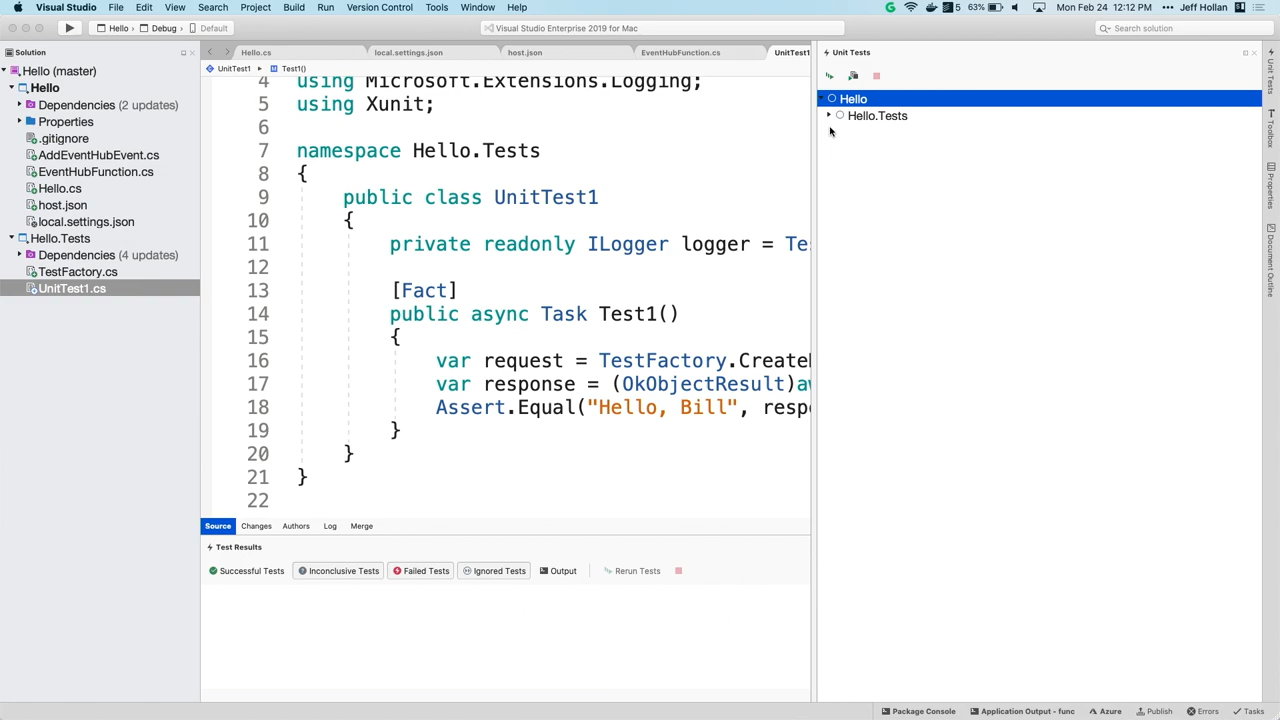 Visual Studio File Edit View Search Project Build Run Version Control Tools Window Help 5 63% Mon Feb 24 12:12 PM Jeff Hollan
Hello › Debug › Default
Visual Studio Enterprise 2019 for Mac
Search solution
Solution
Hello (master)
Hello
Dependencies (2 updates)
Properties
.gitignore
AddEventHubEvent.cs
EventHubFunction.cs
Hello.cs
host.json
local.settings.json
Hello.Tests
Dependencies (4 updates)
TestFactory.cs
UnitTest1.cs
Hello.cs local.settings.json host.json EventHubFunction.cs UnitTest1
UnitTest1 Test1()
4 using Microsoft.Extensions.Logging;
5 using Xunit;
6
7 namespace Hello.Tests
8 {
9 public class UnitTest1
10 {
11 private readonly ILogger logger = Te
12
13 [Fact]
14 public async Task Test1()
15 {
16 var request = TestFactory.Create
17 var response = (OkObjectResult)aw
18 Assert.Equal("Hello, Bill", resp
19 }
20 }
21 }
22
Source Changes Authors Log Merge
Test Results
Successful Tests Inconclusive Tests Failed Tests Ignored Tests Output Rerun Tests
Unit Tests
Hello
Hello.Tests
Unit Tests
Toolbox
Properties
Document Outline
Package Console Application Output - func Azure Publish Errors Tasks